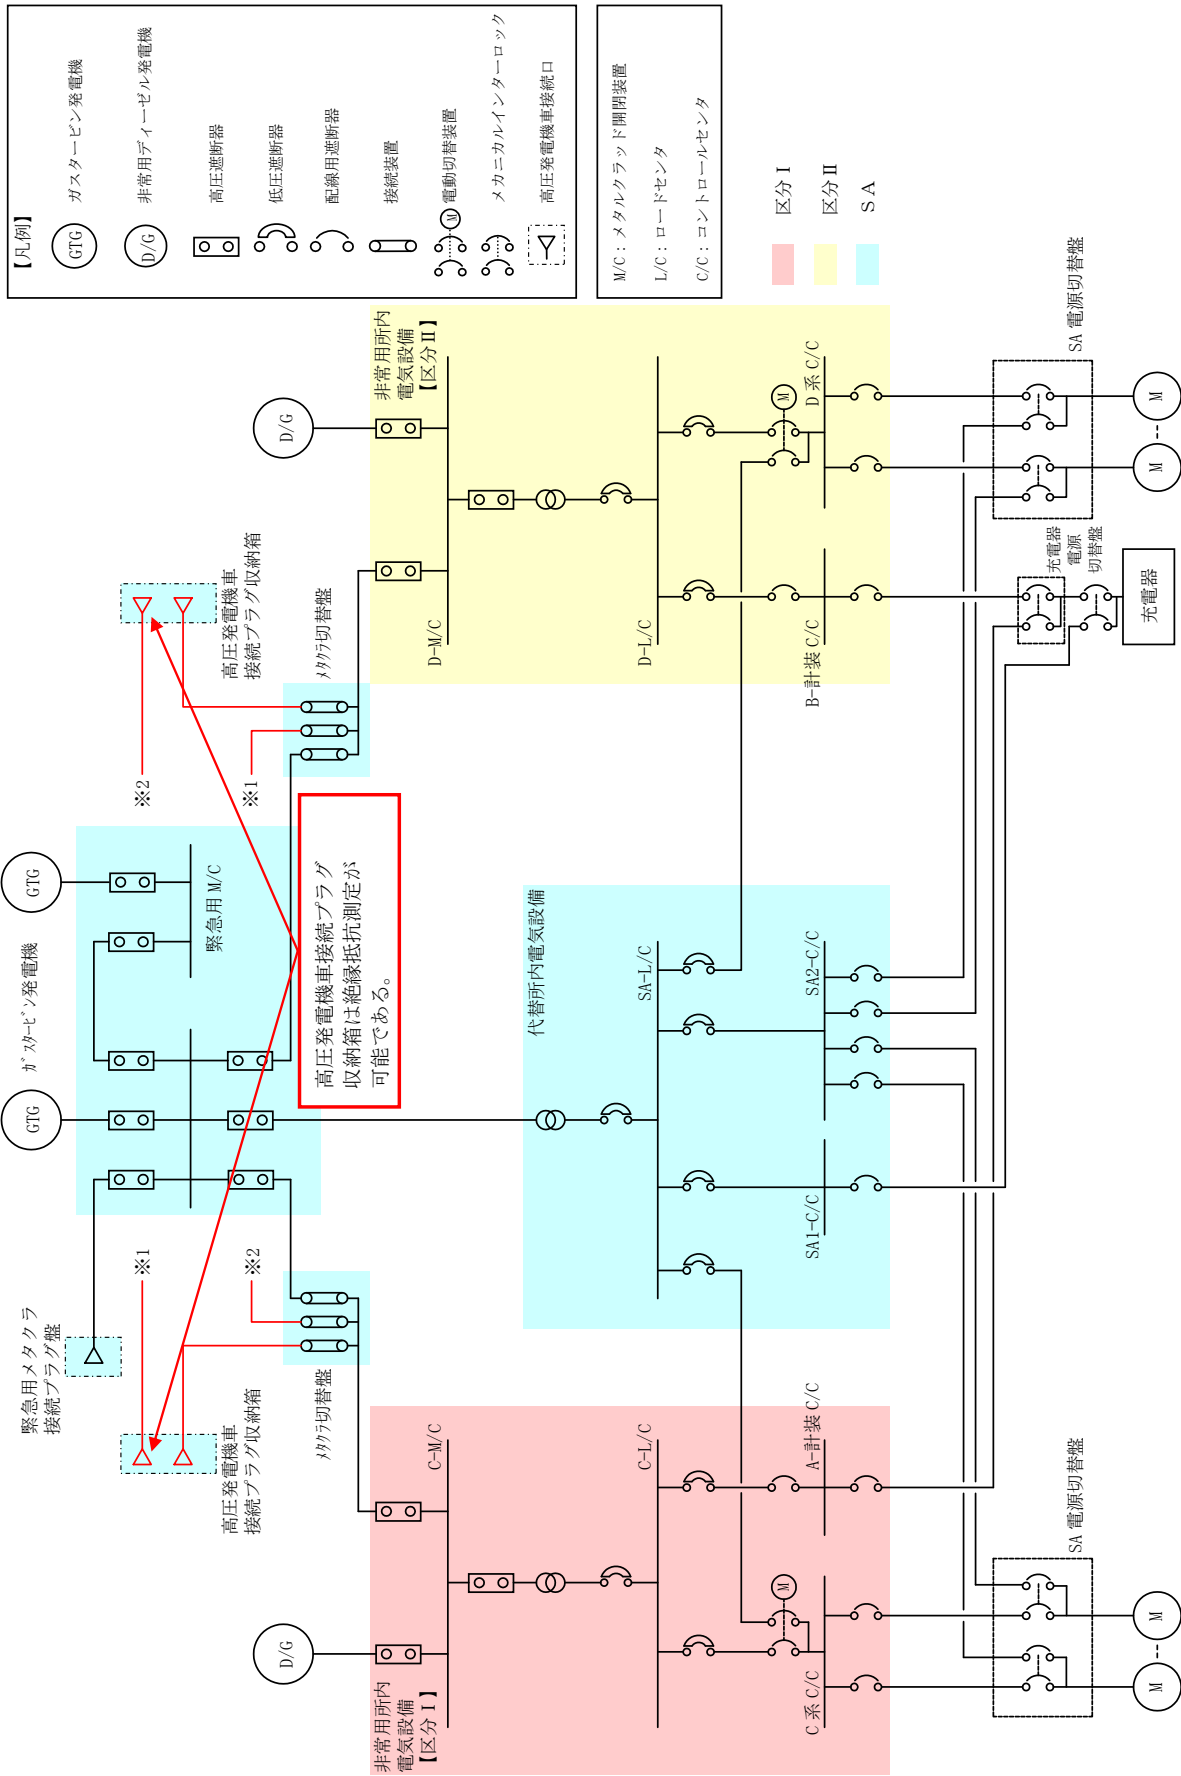 【凡例】
GTG ガスタービン発電機
D/G 非常用ディーゼル発電機
高圧遮断器
低圧遮断器
配線用遮断器
接続装置
M 電動切替装置
メカニカルインターロック
高圧発電機車接続口
M/C：メタルクラッド開閉装置
L/C：ロードセンタ
C/C：コントロールセンタ
区分Ⅰ
区分Ⅱ
ＳＡ
緊急用メタクラ
接続プラグ盤
GTG
ｶﾞｽﾀｰﾋﾞﾝ発電機
GTG
緊急用 M/C
高圧発電機車
接続プラグ収納箱
※1
※2
メタクラ切替盤
※2
※1
高圧発電機車
接続プラグ収納箱
メタクラ切替盤
高圧発電機車接続プラグ
収納箱は絶縁抵抗測定が
可能である。
D/G
非常用所内
電気設備
【区分Ⅰ】
C-M/C
C-L/C
M
C 系 C/C
A-計装 C/C
代替所内電気設備
SA-L/C
SA1-C/C
SA2-C/C
D/G
非常用所内
電気設備
【区分Ⅱ】
D-M/C
D-L/C
M
B-計装 C/C
D 系 C/C
SA 電源切替盤
M
M
充電器
電源
切替盤
充電器
SA 電源切替盤
M
M